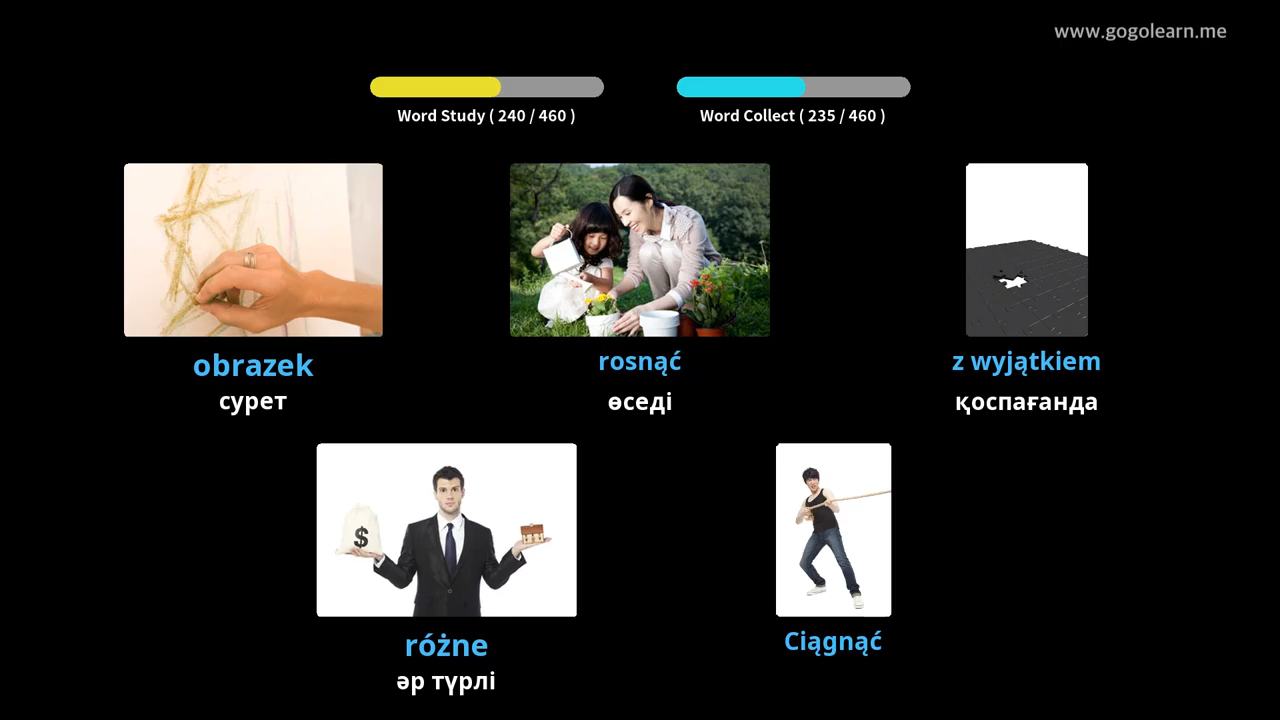 www.gogolearn.me
Word Study ( 240 / 460 )
Word Collect ( 235 / 460 )
obrazek
сурет
rosnąć
өседі
z wyjątkiem
қоспағанда
$
różne
әр түрлі
Ciągnąć